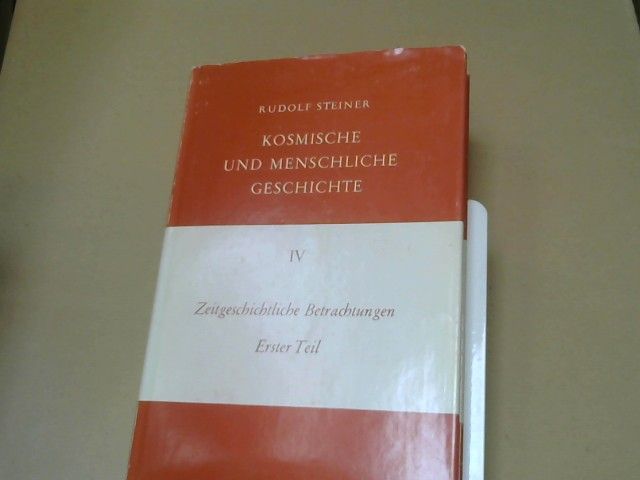 RUDOLF STEINER
KOSMISCHE
UND MENSCHLICHE
GESCHICHTE
IV
Zeitgeschichtliche Betrachtungen
Erster Teil